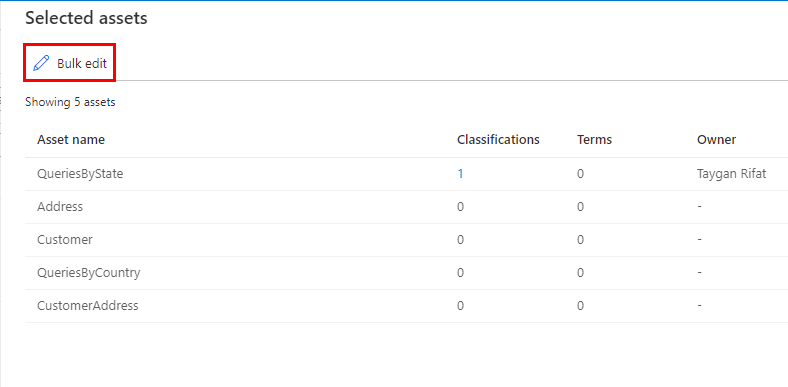 Selected assets
Bulk edit
Showing 5 assets
Asset name Classifications Terms Owner
QueriesByState 1 0 Taygan Rifat
Address 0 0 -
Customer 0 0 -
QueriesByCountry 0 0 -
CustomerAddress 0 0 -